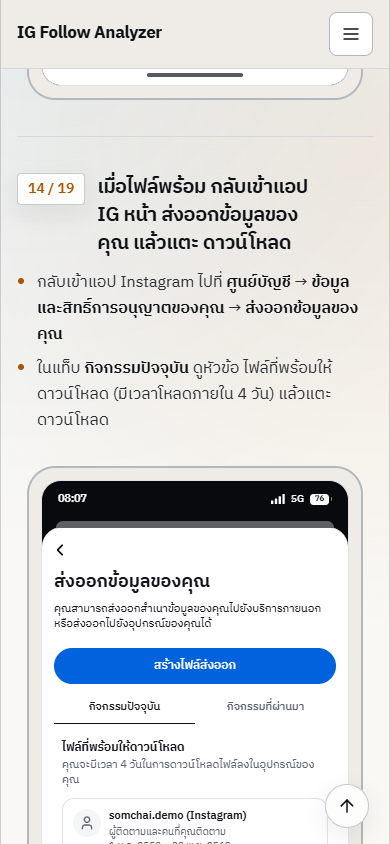 IG Follow Analyzer
14 / 19
เมื่อไฟล์พร้อม กลับเข้าแอป
IG หน้า ส่งออกข้อมูลของ
คุณ แล้วแตะ ดาวน์โหลด
กลับเข้าแอป Instagram ไปที่ ศูนย์บัญชี → ข้อมูล
และสิทธิ์การอนุญาตของคุณ → ส่งออกข้อมูลของ
คุณ
ในแท็บ กิจกรรมปัจจุบัน ดูหัวข้อ ไฟล์ที่พร้อมให้
ดาวน์โหลด (มีเวลาโหลดภายใน 4 วัน) แล้วแตะ
ดาวน์โหลด
08:07
5G
76
ส่งออกข้อมูลของคุณ
คุณสามารถส่งออกสำเนาข้อมูลของคุณไปยังบริการภายนอก
หรือส่งออกไปยังอุปกรณ์ของคุณได้
สร้างไฟล์ส่งออก
กิจกรรมปัจจุบัน
กิจกรรมที่ผ่านมา
ไฟล์ที่พร้อมให้ดาวน์โหลด
คุณจะมีเวลา 4 วันในการดาวน์โหลดไฟล์ลงในอุปกรณ์ของ
คุณ
somchai.demo (Instagram)
ผู้ติดตามและคนที่คุณติดตาม